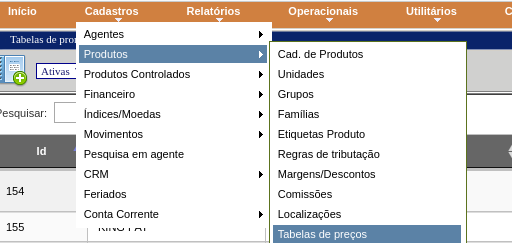 Início Cadastros Relatórios Operacionais Utilitários
Tabelas de
Agentes
Produtos
Produtos Controlados
Financeiro
Índices/Moedas
Movimentos
Pesquisa em agente
CRM
Feriados
Conta Corrente
Cad. de Produtos
Unidades
Grupos
Famílias
Etiquetas Produto
Regras de tributação
Margens/Descontos
Comissões
Localizações
Tabelas de preços
Ativas
Pesquisar:
Id
154
155